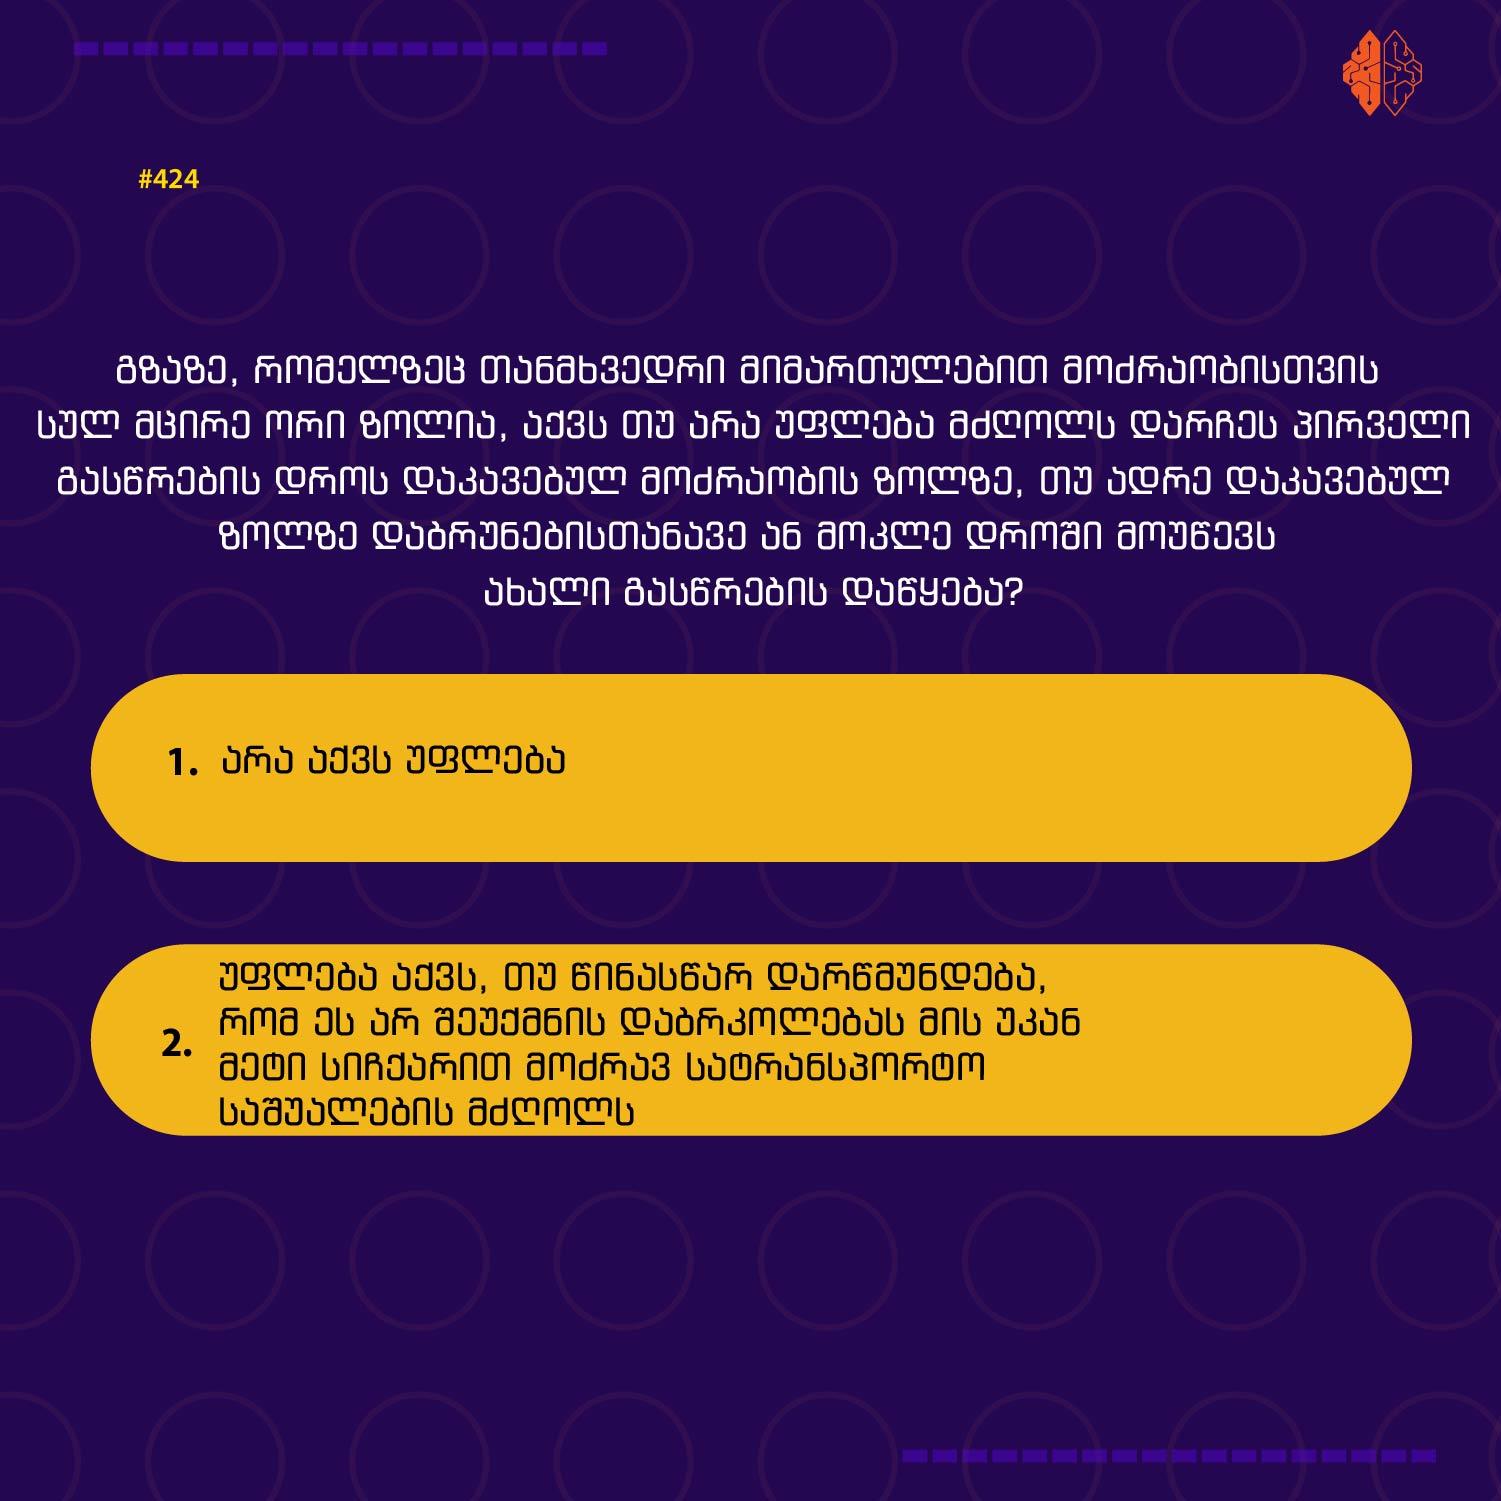 #424
გზაზე, რომელზეც თანმხვედრი მიმართულებით მოძრაობისთვის
სულ მცირე ორი ზოლია, აქვს თუ არა უფლება მძღოლს დარჩეს პირველი
გასწრების დროს დაკავებულ მოძრაობის ზოლზე, თუ ადრე დაკავებულ
ზოლზე დაბრუნებისთანავე ან მოკლე დროში მოუწევს
ახალი გასწრების დაწყება?
1. არა აქვს უფლება
უფლება აქვს, თუ წინასწარ დარწმუნდება,
რომ ეს არ შეუქმნის დაბრკოლებას მის უკან
2. მეტი სიჩქარით მოძრავ სატრანსპორტო
საშუალების მძღოლს